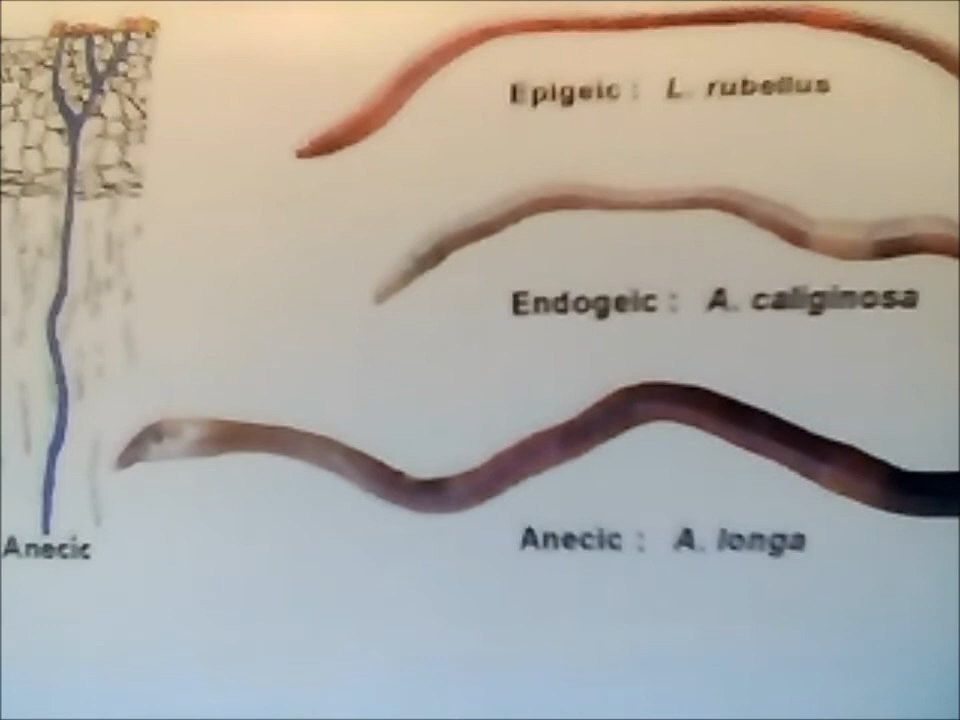 Epigeic : L. rubellus
Endogeic : A. caliginosa
Anecic : A. longa
Anecic